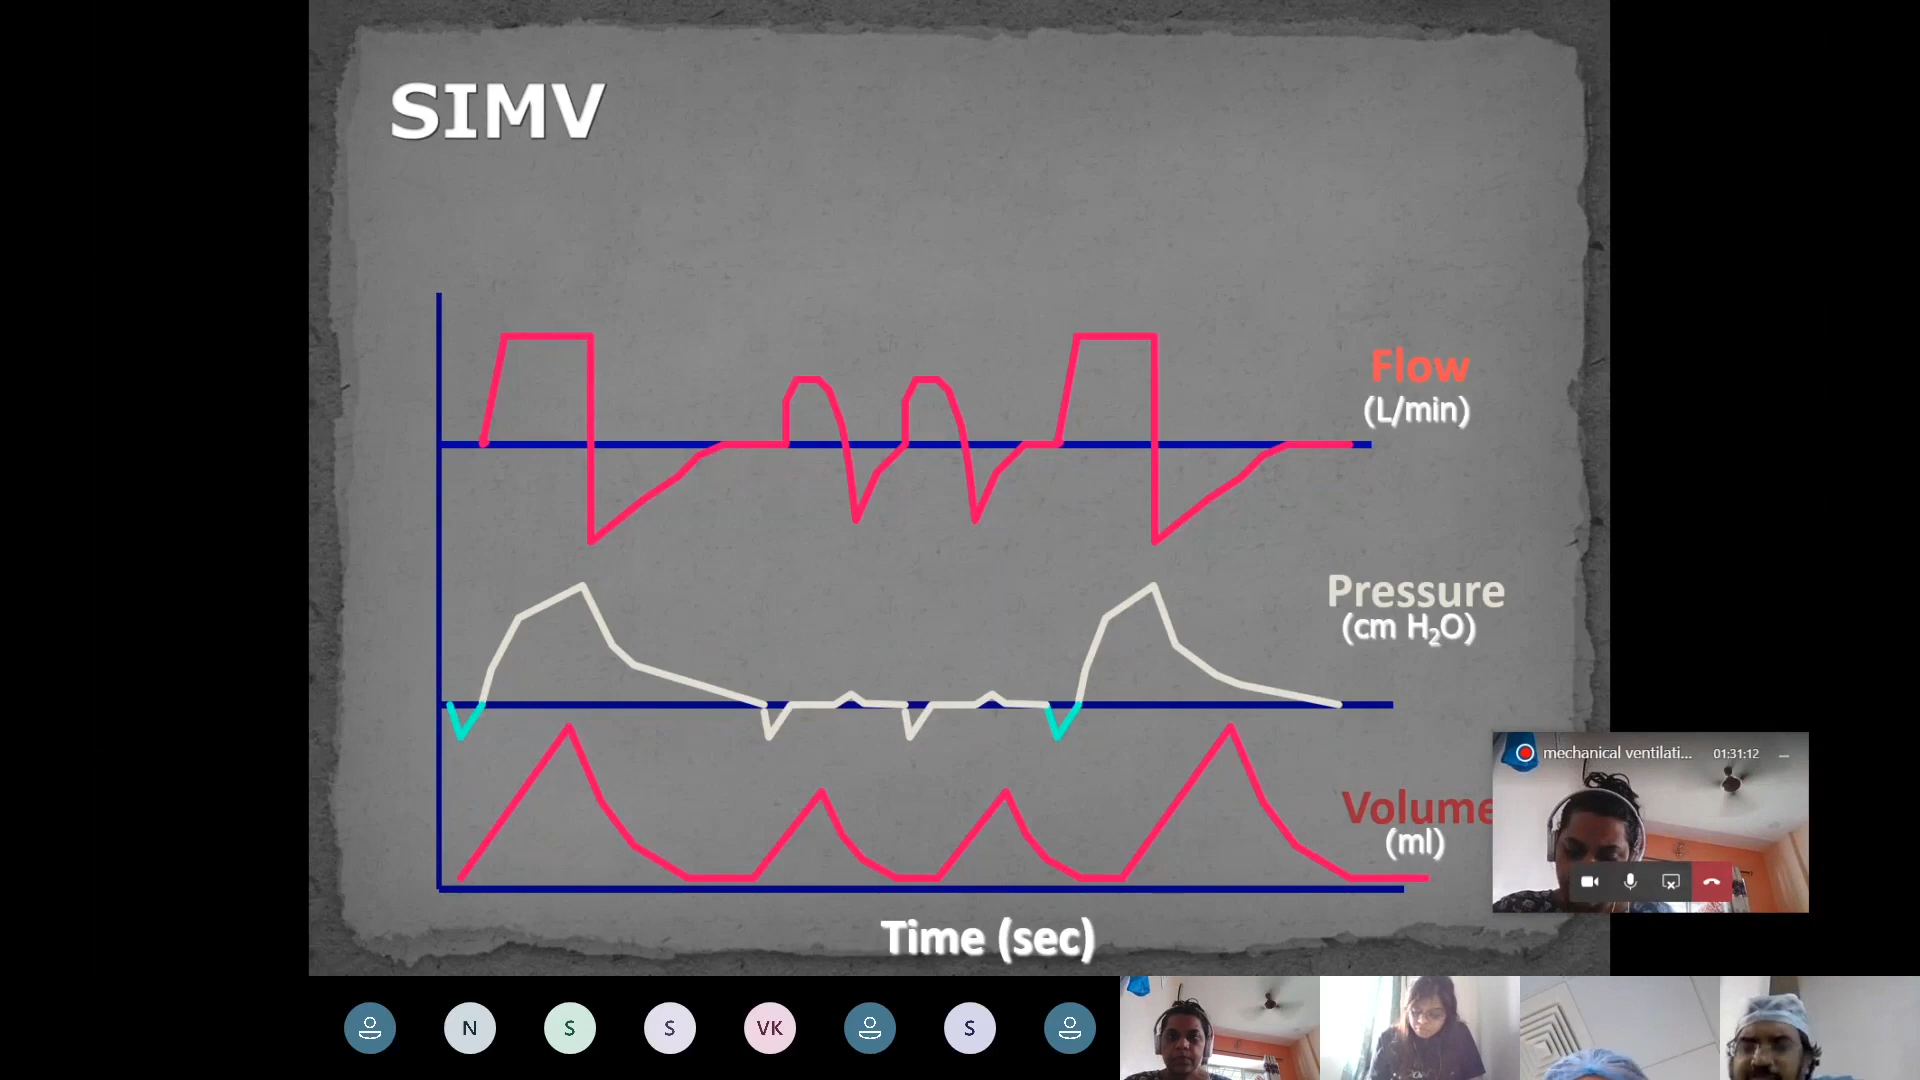 SIMV
Flow
(L/min)
Pressure
(cm H₂O)
Volume
(ml)
Time (sec)
mechanical ventilati... 01:31:12
N
S
S
VK
S